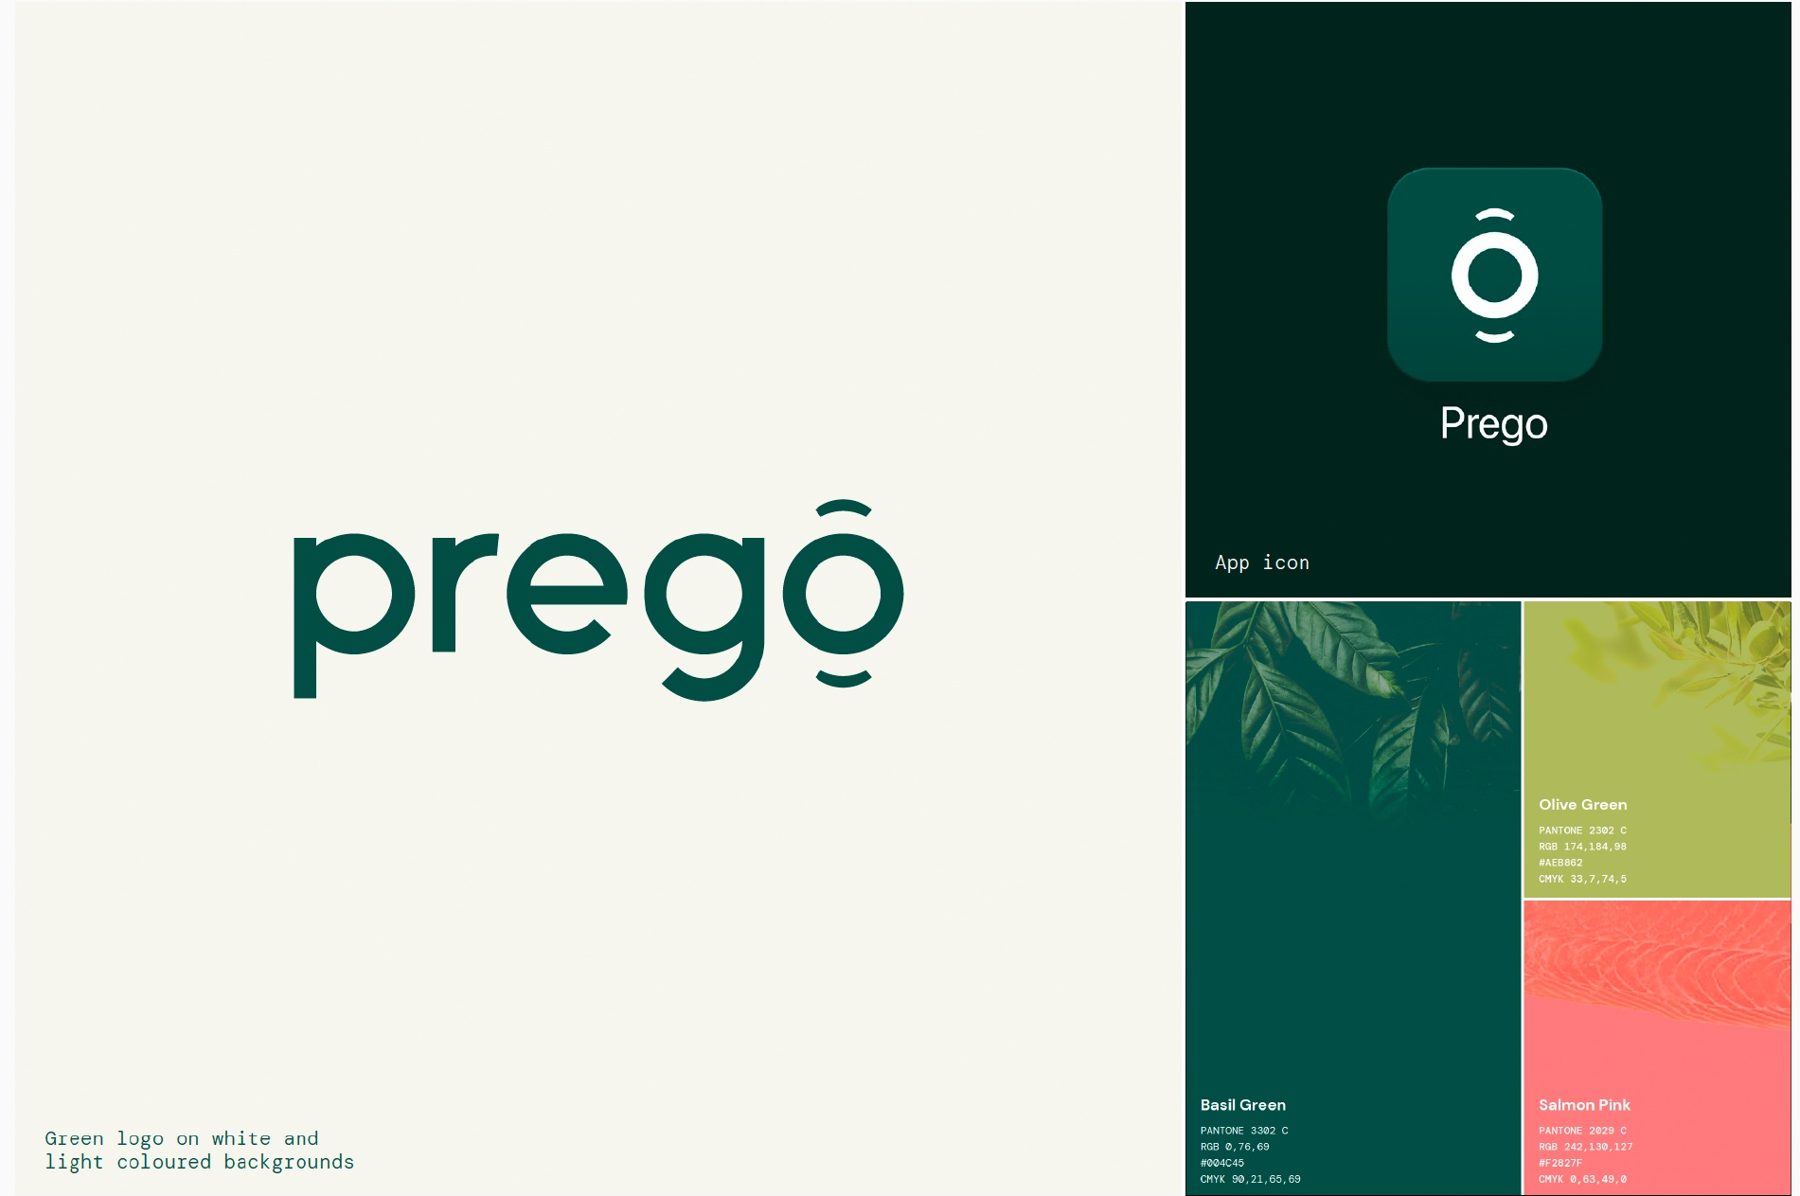 prego
Green logo on white and
light coloured backgrounds
Prego
App icon
Basil Green
PANTONE 3302 C
RGB 0,76,69
#004C45
CMYK 90,21,65,69
Olive Green
PANTONE 2302 C
RGB 174,184,98
#AEB862
CMYK 33,7,74,5
Salmon Pink
PANTONE 2029 C
RGB 242,130,127
#F2827F
CMYK 0,63,49,0